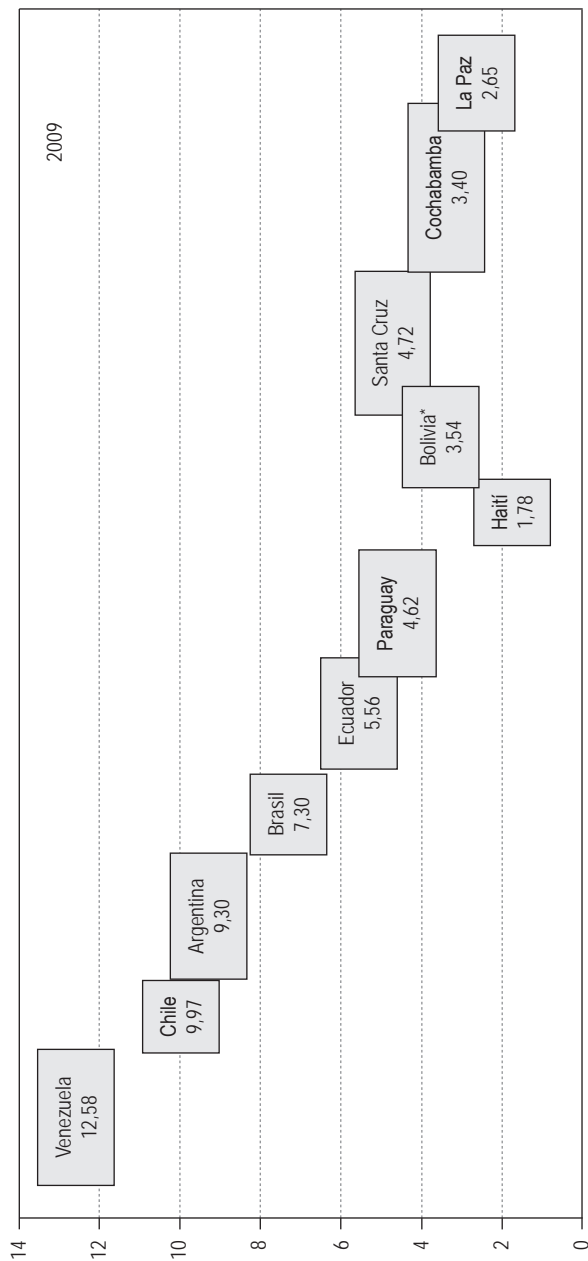 2009
14
12
10
8
6
4
2
0
Venezuela
12,58
Chile
9,97
Argentina
9,30
Brasil
7,30
Ecuador
5,56
Paraguay
4,62
Haití
1,78
Bolivia*
3,54
Santa Cruz
4,72
Cochabamba
3,40
La Paz
2,65